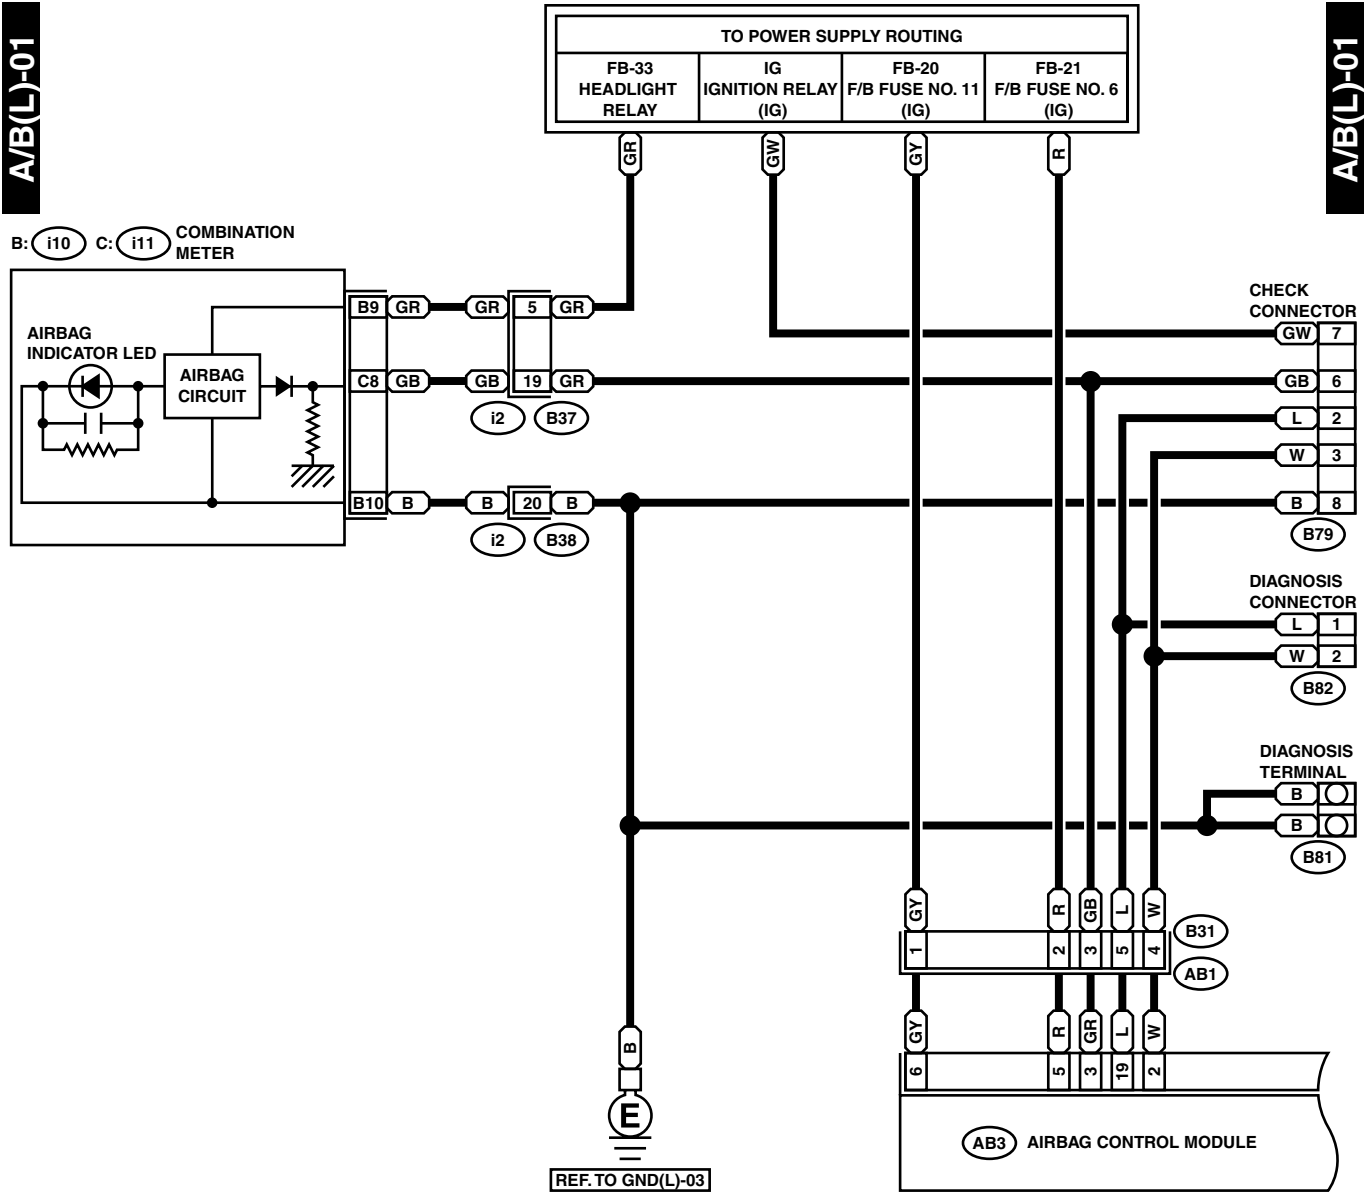 A/B(L)-01
A/B(L)-01
TO POWER SUPPLY ROUTING
FB-33
HEADLIGHT
RELAY
IG
IGNITION RELAY
(IG)
FB-20
F/B FUSE NO. 11
(IG)
FB-21
F/B FUSE NO. 6
(IG)
GR
GW
GY
R
B: i10 C: i11 COMBINATION
METER
AIRBAG
INDICATOR LED
AIRBAG
CIRCUIT
B9 GR GR 5 GR
C8 GB GB 19 GR
i2 B37
B10 B B 20 B
i2 B38
CHECK
CONNECTOR
GW 7
GB 6
L 2
W 3
B 8
B79
DIAGNOSIS
CONNECTOR
L 1
W 2
B82
DIAGNOSIS
TERMINAL
B
B
B81
GY R GB L W
1 2 3 5 4
B31
AB1
GY R GR L W
6 5 3 19 2
AB3 AIRBAG CONTROL MODULE
B
E
REF. TO GND(L)-03